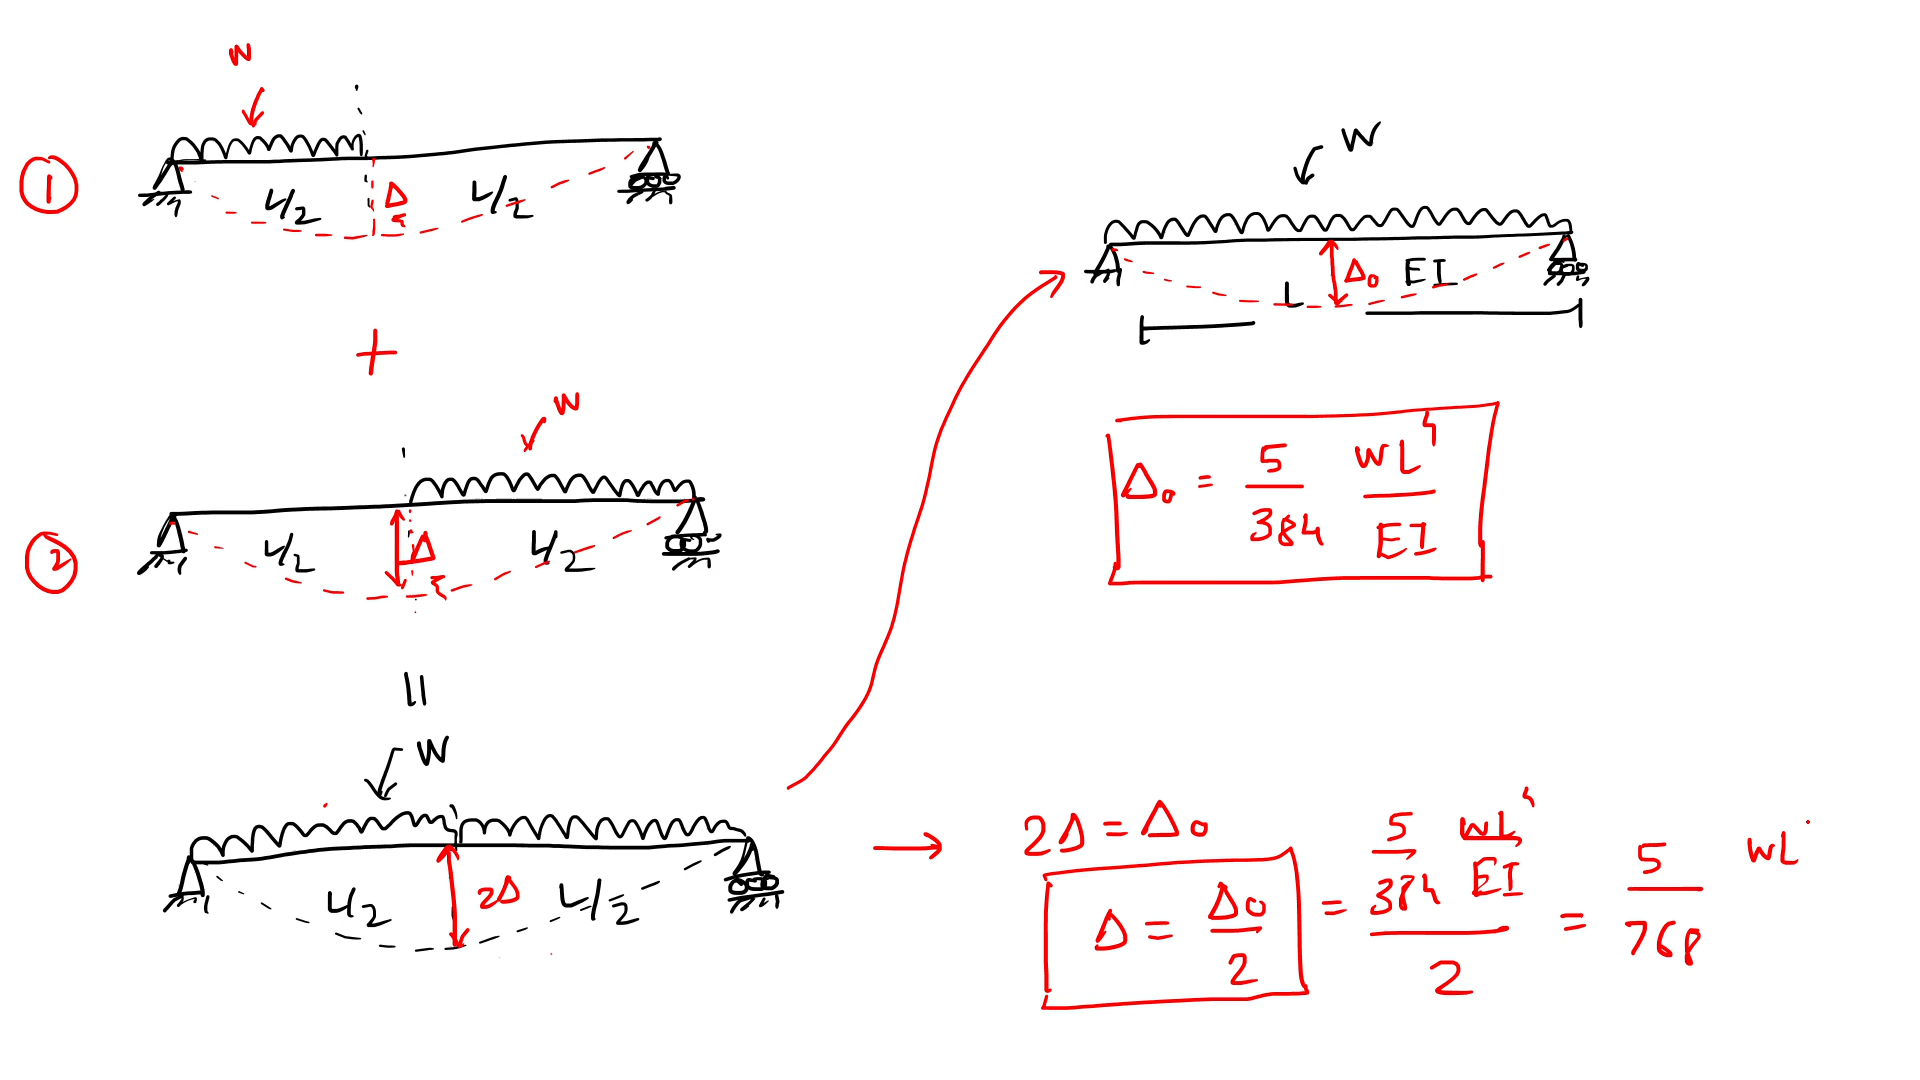 w
①
L/2 Δ L/2
+
w
②
L/2 Δ L/2
=
W
L/2 2Δ L/2
W
Δ₀ EI
L
Δ₀ = 5/384 WL⁴/EI
→ 2Δ = Δ₀
Δ = Δ₀/2 = (5/384 WL⁴/EI)/2 = 5/768 WL